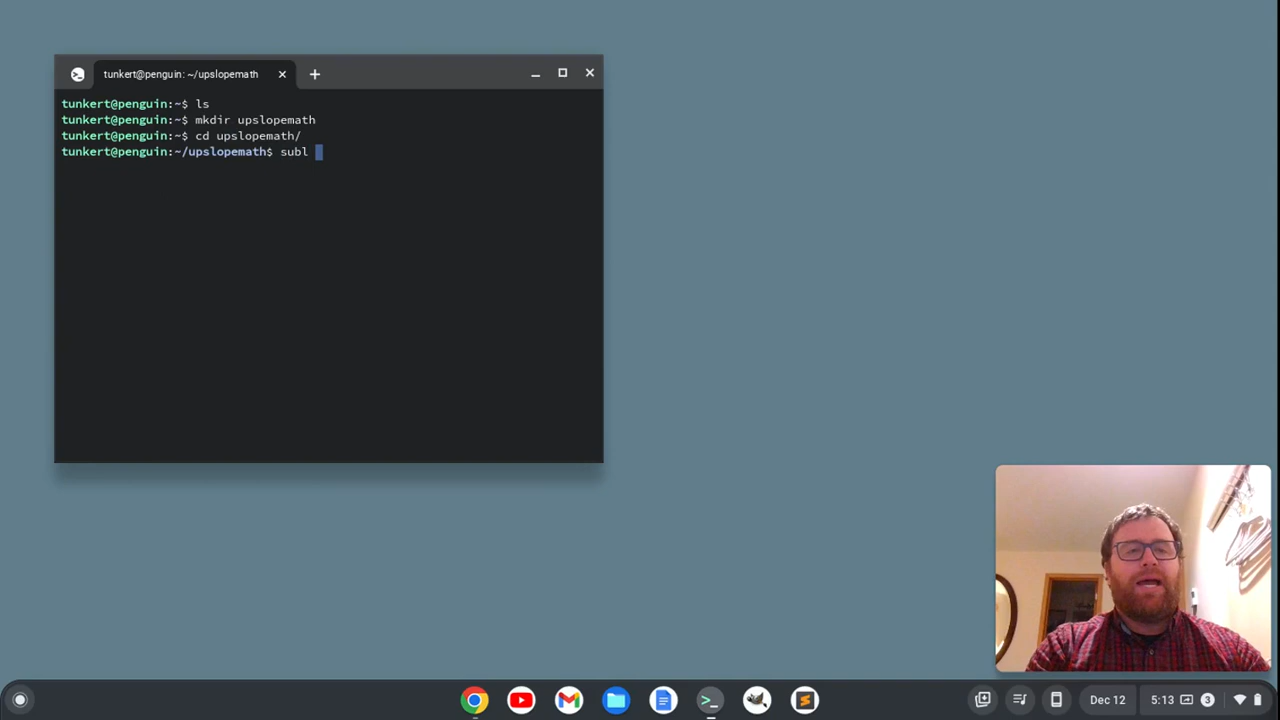 tunkert@penguin: ~/upslopemath
tunkert@penguin:~$ ls
tunkert@penguin:~$ mkdir upslopemath
tunkert@penguin:~$ cd upslopemath/
tunkert@penguin:~/upslopemath$ subl
Dec 12
5:13
3